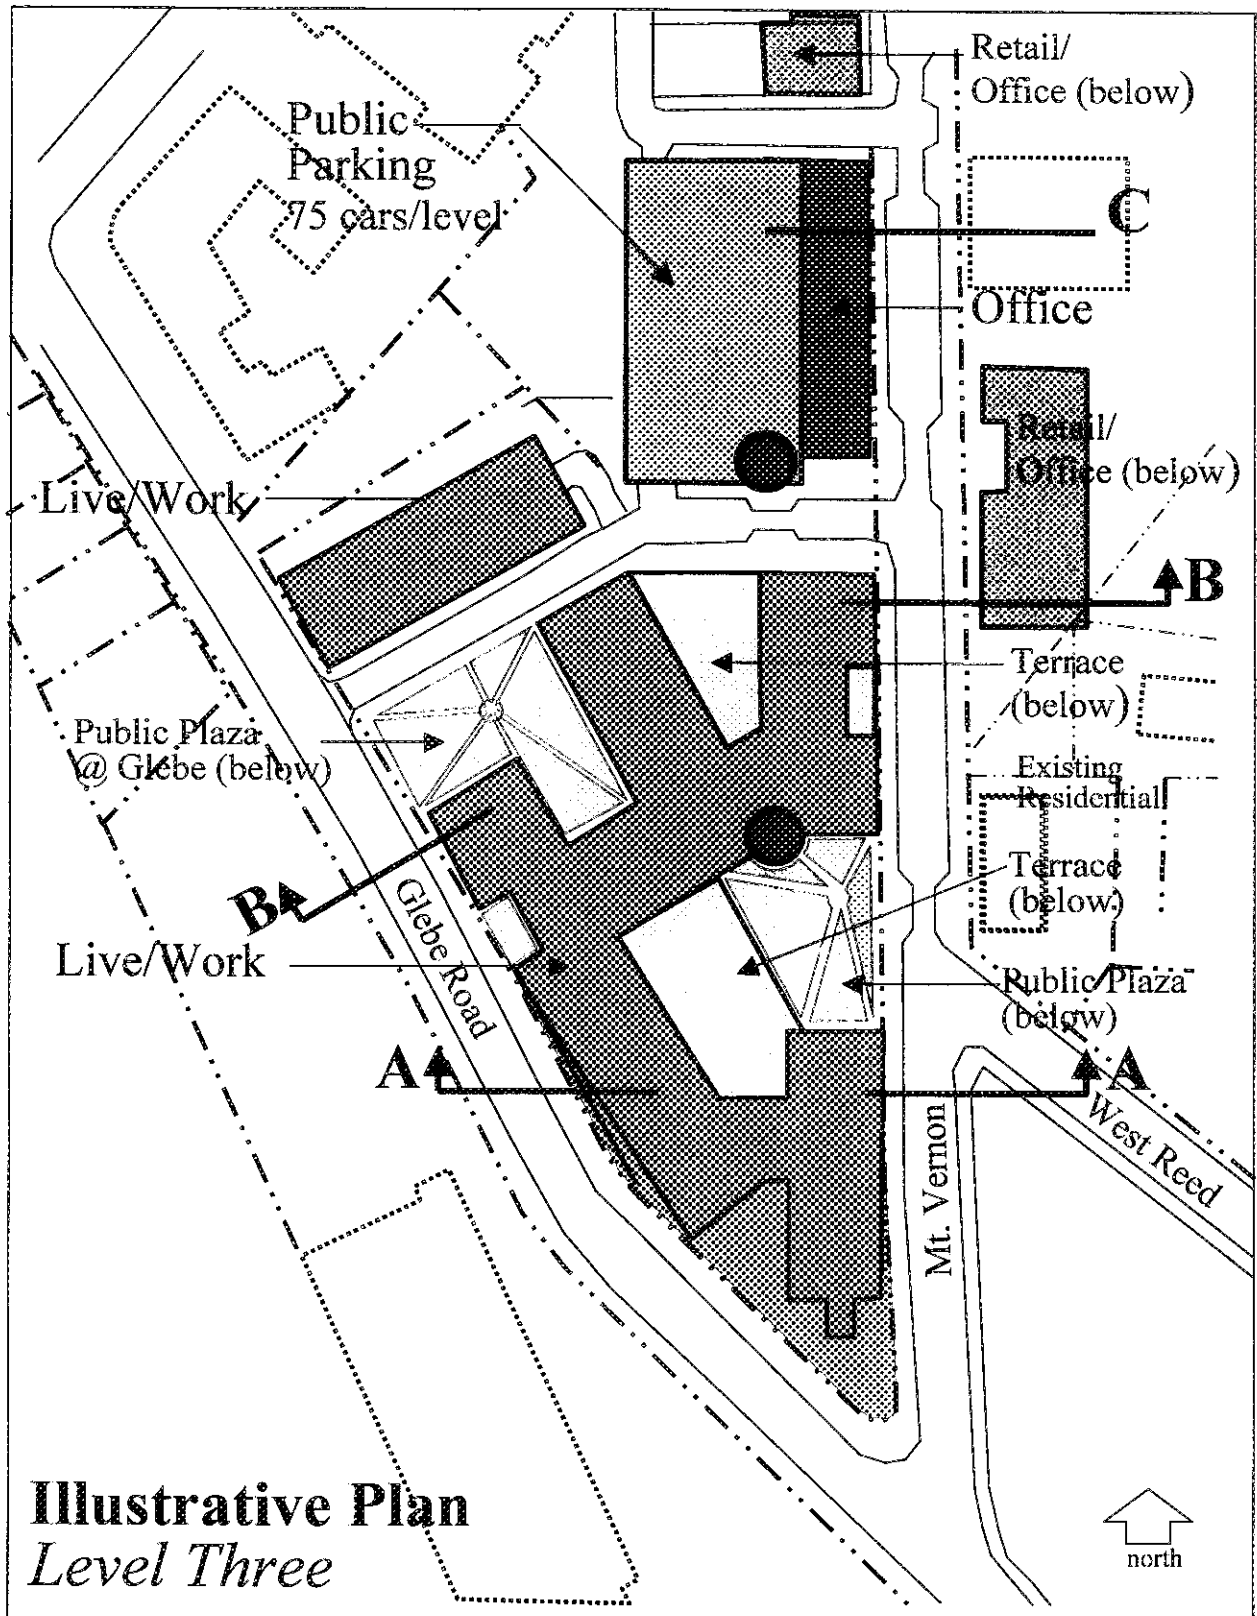 Retail/
Office (below)
Public
Parking
75 cars/level
C
Office
Retail/
Office (below)
Live/Work
B
Terrace
(below)
Public Plaza
@ Glebe (below)
Existing
Residential
Terrace
(below)
B
Glebe Road
Live/Work
Public Plaza
(below)
A
A
West Reed
Mt. Vernon
Illustrative Plan
Level Three
north